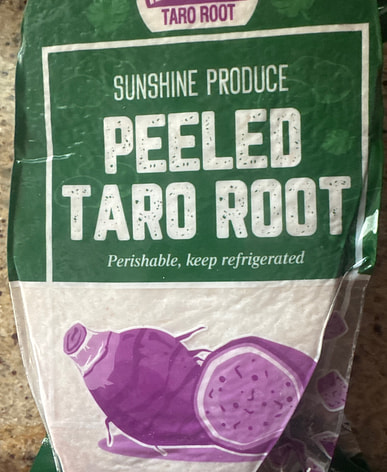 TARO ROOT
SUNSHINE PRODUCE
PEELED
TARO ROOT
Perishable, keep refrigerated